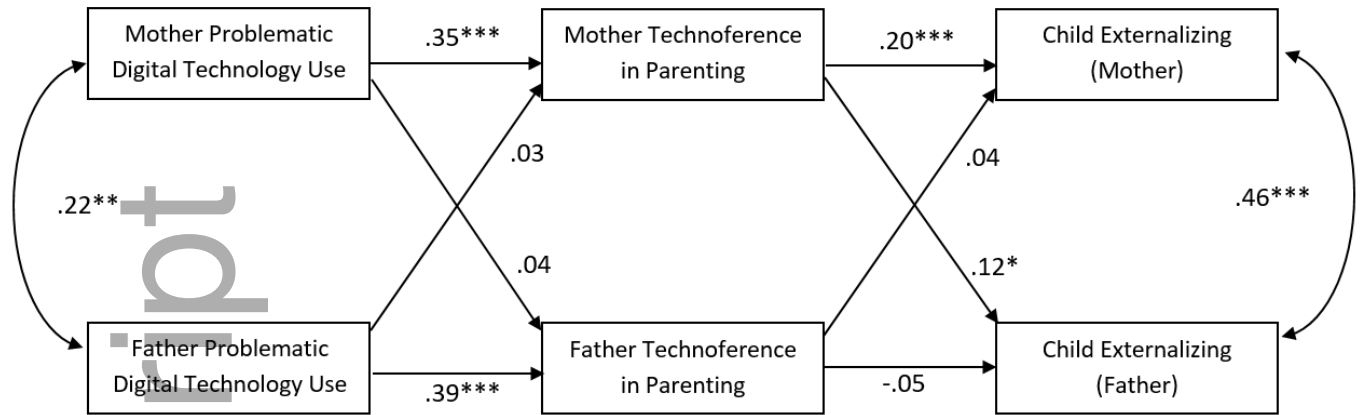 Mother Problematic
Digital Technology Use
.35***
Mother Technoference
in Parenting
.20***
Child Externalizing
(Mother)
.22**
.03
.04
.04
.12*
.46***
Father Problematic
Digital Technology Use
.39***
Father Technoference
in Parenting
-.05
Child Externalizing
(Father)
ript